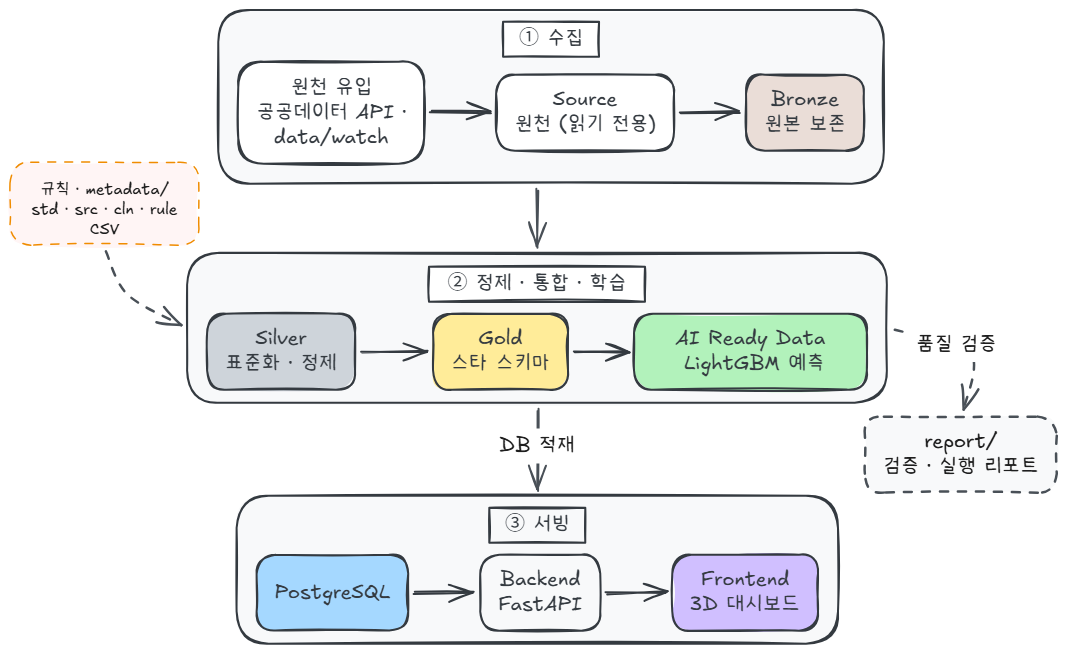 ① 수집
원천 유입
공공데이터 API ·
data/watch
Source
원천 (읽기 전용)
Bronze
원본 보존
규칙 · metadata/
std · src · cln · rule
CSV
② 정제 · 통합 · 학습
Silver
표준화 · 정제
Gold
스타 스키마
AI Ready Data
LightGBM 예측
품질 검증
report/
검증 · 실행 리포트
DB 적재
③ 서빙
PostgreSQL
Backend
FastAPI
Frontend
3D 대시보드